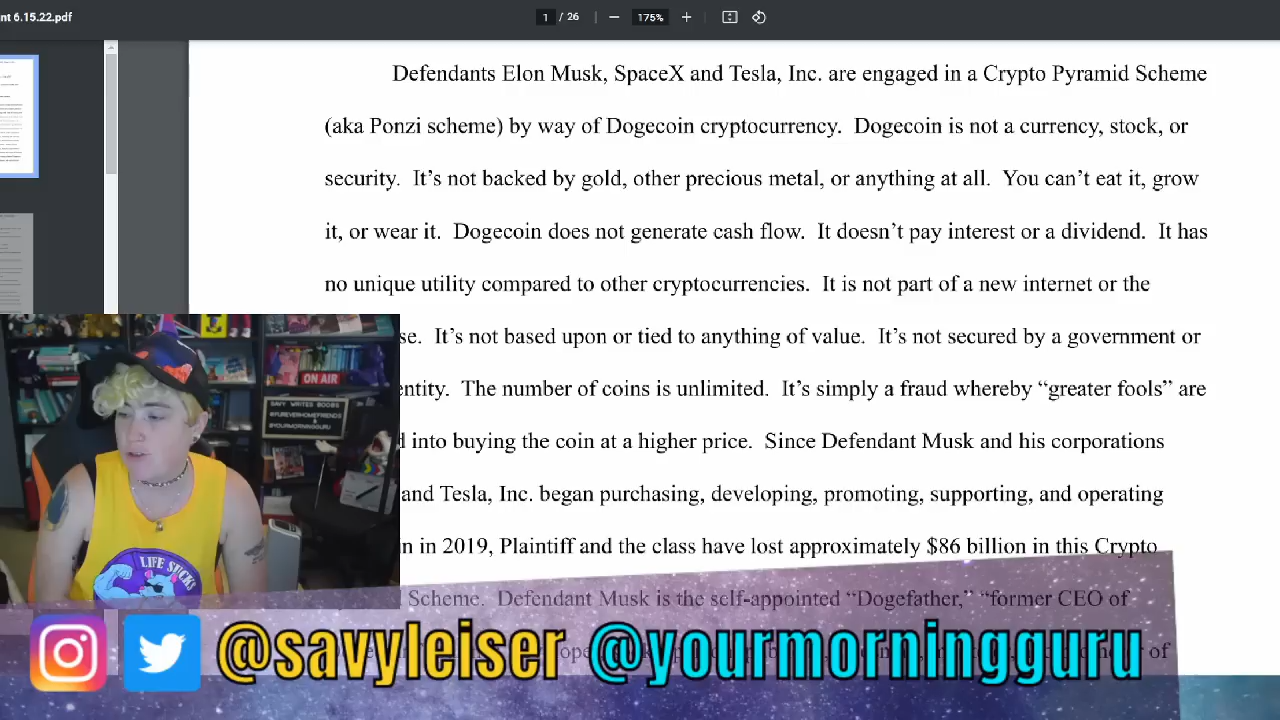 nt 6.15.22.pdf
1 / 26
175%
Defendants Elon Musk, SpaceX and Tesla, Inc. are engaged in a Crypto Pyramid Scheme
(aka Ponzi scheme) by way of Dogecoin cryptocurrency. Dogecoin is not a currency, stock, or
security. It’s not backed by gold, other precious metal, or anything at all. You can’t eat it, grow
it, or wear it. Dogecoin does not generate cash flow. It doesn’t pay interest or a dividend. It has
no unique utility compared to other cryptocurrencies. It is not part of a new internet or the
se. It’s not based upon or tied to anything of value. It’s not secured by a government or
entity. The number of coins is unlimited. It’s simply a fraud whereby “greater fools” are
d into buying the coin at a higher price. Since Defendant Musk and his corporations
and Tesla, Inc. began purchasing, developing, promoting, supporting, and operating
n in 2019, Plaintiff and the class have lost approximately $86 billion in this Crypto
Scheme. Defendant Musk is the self-appointed “Dogefather,” “former CEO of
of
ON AIR
SAVY WRITES BOOKS
@FUREVERHOMEFRIENDS
@YOURMORNINGGURU
LIFE SUCKS
@savyleiser @yourmorningguru